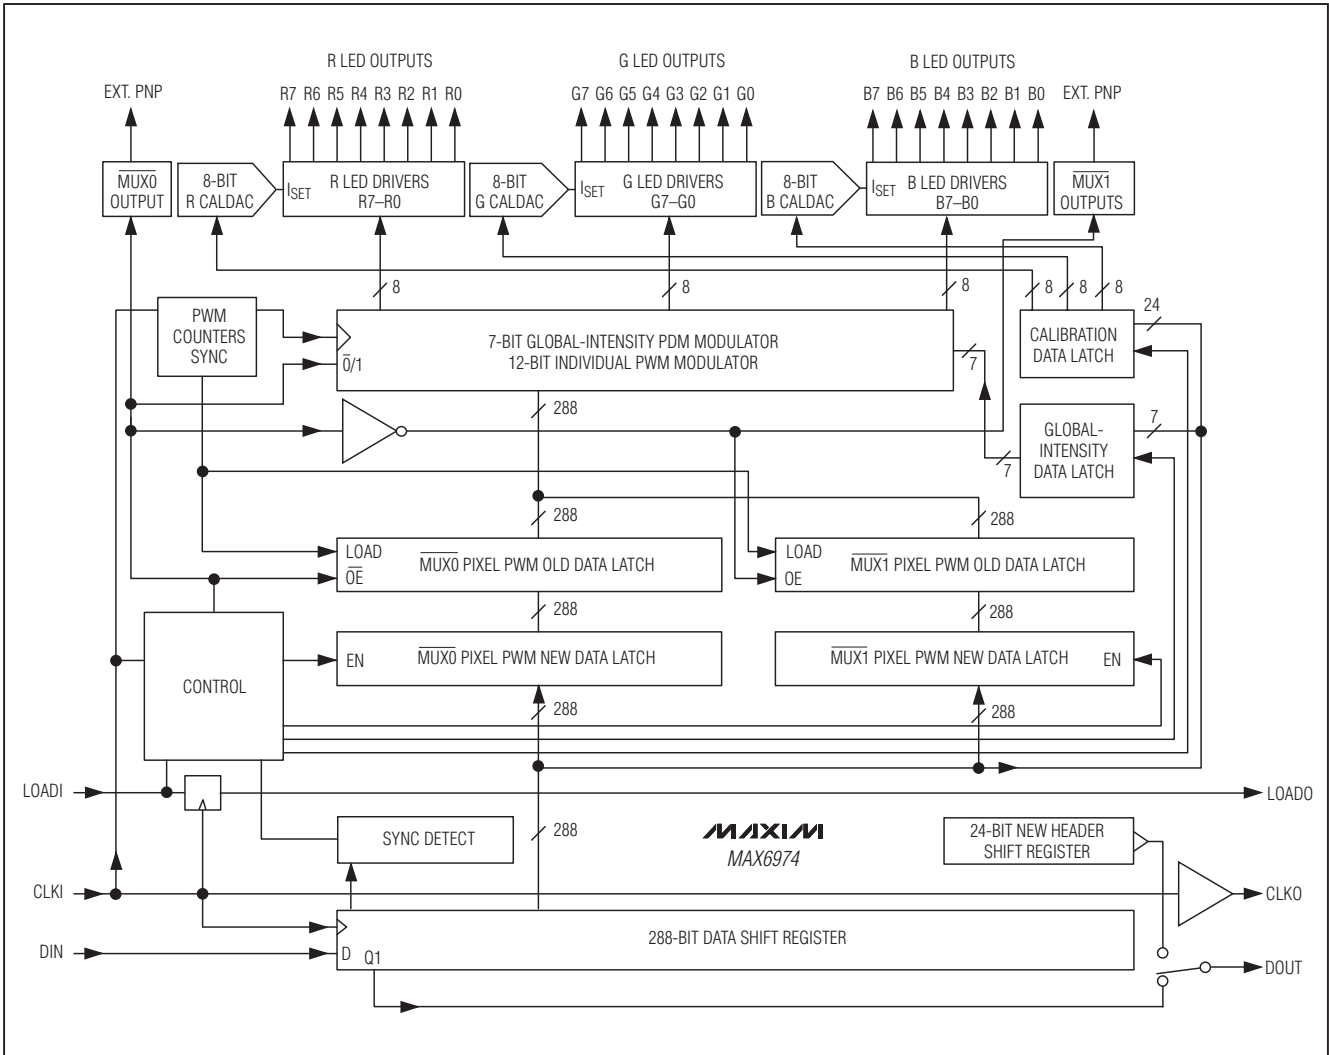 R LED OUTPUTS
G LED OUTPUTS
B LED OUTPUTS
EXT. PNP
R7 R6 R5 R4 R3 R2 R1 R0
G7 G6 G5 G4 G3 G2 G1 G0
B7 B6 B5 B4 B3 B2 B1 B0
EXT. PNP
M̅U̅X̅0̅
OUTPUT
8-BIT
R CALDAC
ISET
R LED DRIVERS
R7–R0
8-BIT
G CALDAC
ISET
G LED DRIVERS
G7–G0
8-BIT
B CALDAC
ISET
B LED DRIVERS
B7–B0
M̅U̅X̅1̅
OUTPUTS
8
8
8
8
8
8
24
PWM
COUNTERS
SYNC
0̅/1
7-BIT GLOBAL-INTENSITY PDM MODULATOR
12-BIT INDIVIDUAL PWM MODULATOR
7
CALIBRATION
DATA LATCH
288
7
GLOBAL-
INTENSITY
DATA LATCH
7
288
288
LOAD
O̅E̅
M̅U̅X̅0̅ PIXEL PWM OLD DATA LATCH
LOAD
OE
M̅U̅X̅1̅ PIXEL PWM OLD DATA LATCH
288
288
CONTROL
EN
M̅U̅X̅0̅ PIXEL PWM NEW DATA LATCH
M̅U̅X̅1̅ PIXEL PWM NEW DATA LATCH
EN
288
288
LOADI
LOADO
SYNC DETECT
288
MAXIM
MAX6974
24-BIT NEW HEADER
SHIFT REGISTER
CLKI
CLKO
DIN
D
Q1
288-BIT DATA SHIFT REGISTER
DOUT